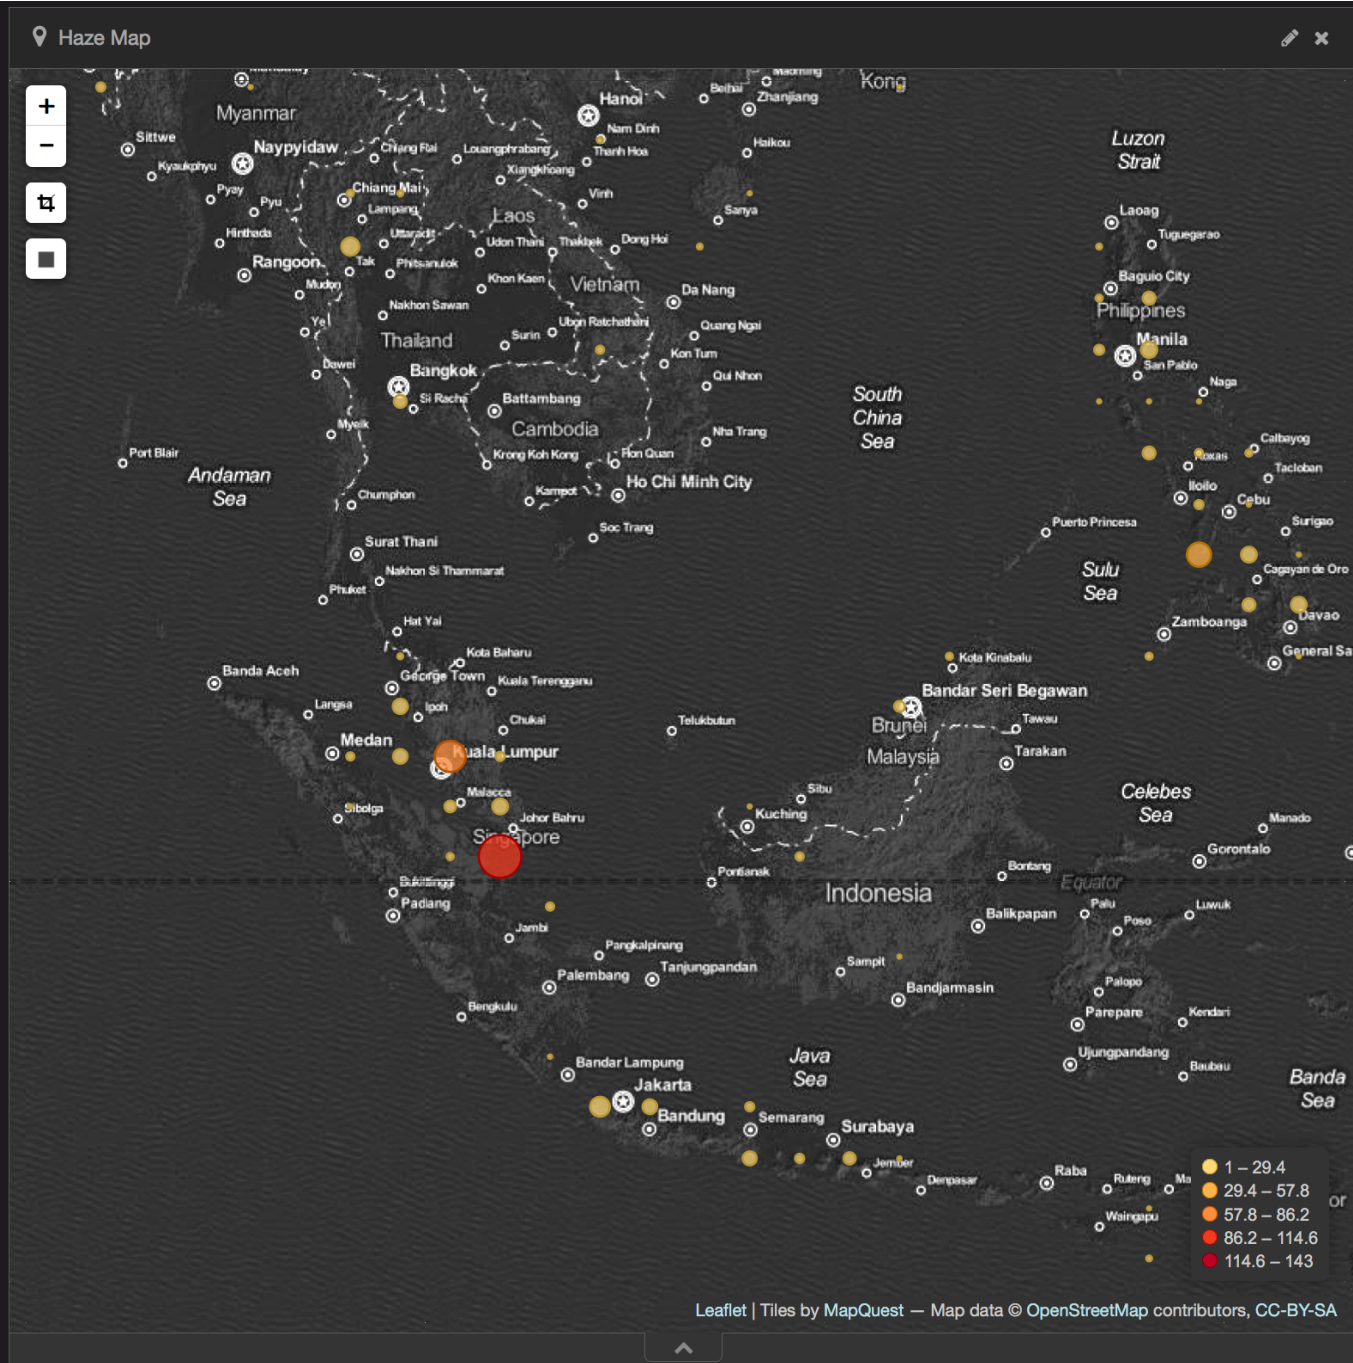 Haze Map
+
−
Kong
Beihai
Zhanjiang
Hanoi
Myanmar
Nam Dinh
Sittwe
Naypyidaw
Chiang Rai
Louangphrabang
Thanh Hoa
Haikou
Luzon
Strait
Kyaukphyu
Xiangkhoang
Pyay
Chiang Mai
Vinh
Pyu
Lampang
Laos
Sanya
Laoag
Hinthada
Uttaradit
Udon Thani
Thakhek
Dong Hoi
Tuguegarao
Rangoon
Tak
Phitsanulok
Baguio City
Mudon
Khon Kaen
Vietnam
Da Nang
Nakhon Sawan
Philippines
Ye
Ubon Ratchathani
Quang Ngai
Thailand
Surin
Manila
Dawei
Bangkok
Kon Tum
San Pablo
Qui Nhon
Naga
Si Racha
Battambang
South
China
Sea
Myeik
Cambodia
Nha Trang
Calbayog
Port Blair
Krong Koh Kong
Hon Quan
Roxas
Tacloban
Andaman
Sea
Ho Chi Minh City
Iloilo
Chumphon
Kampot
Cebu
Soc Trang
Puerto Princesa
Surigao
Surat Thani
Nakhon Si Thammarat
Sulu
Sea
Cagayan de Oro
Phuket
Hat Yai
Zamboanga
Davao
Kota Baharu
Kota Kinabalu
General Sa
Banda Aceh
George Town
Kuala Terengganu
Bandar Seri Begawan
Langsa
Ipoh
Chukai
Telukbutun
Brunei
Tawau
Medan
Kuala Lumpur
Malaysia
Tarakan
Malacca
Sibu
Celebes
Sea
Sibolga
Johor Bahru
Kuching
Manado
Singapore
Gorontalo
Bontang
Pontianak
Bukittinggi
Indonesia
Equator
Padang
Palu
Luwuk
Jambi
Balikpapan
Poso
Pangkalpinang
Sampit
Palembang
Tanjungpandan
Palopo
Bandjarmasin
Bengkulu
Parepare
Kendari
Java
Sea
Ujungpandang
Bandar Lampung
Baubau
Jakarta
Banda
Sea
Bandung
Semarang
Surabaya
Jember
Raba
Ruteng
Ma
Denpasar
Waingapu
or
1 – 29.4
29.4 – 57.8
57.8 – 86.2
86.2 – 114.6
114.6 – 143
Leaflet | Tiles by MapQuest — Map data © OpenStreetMap contributors, CC-BY-SA